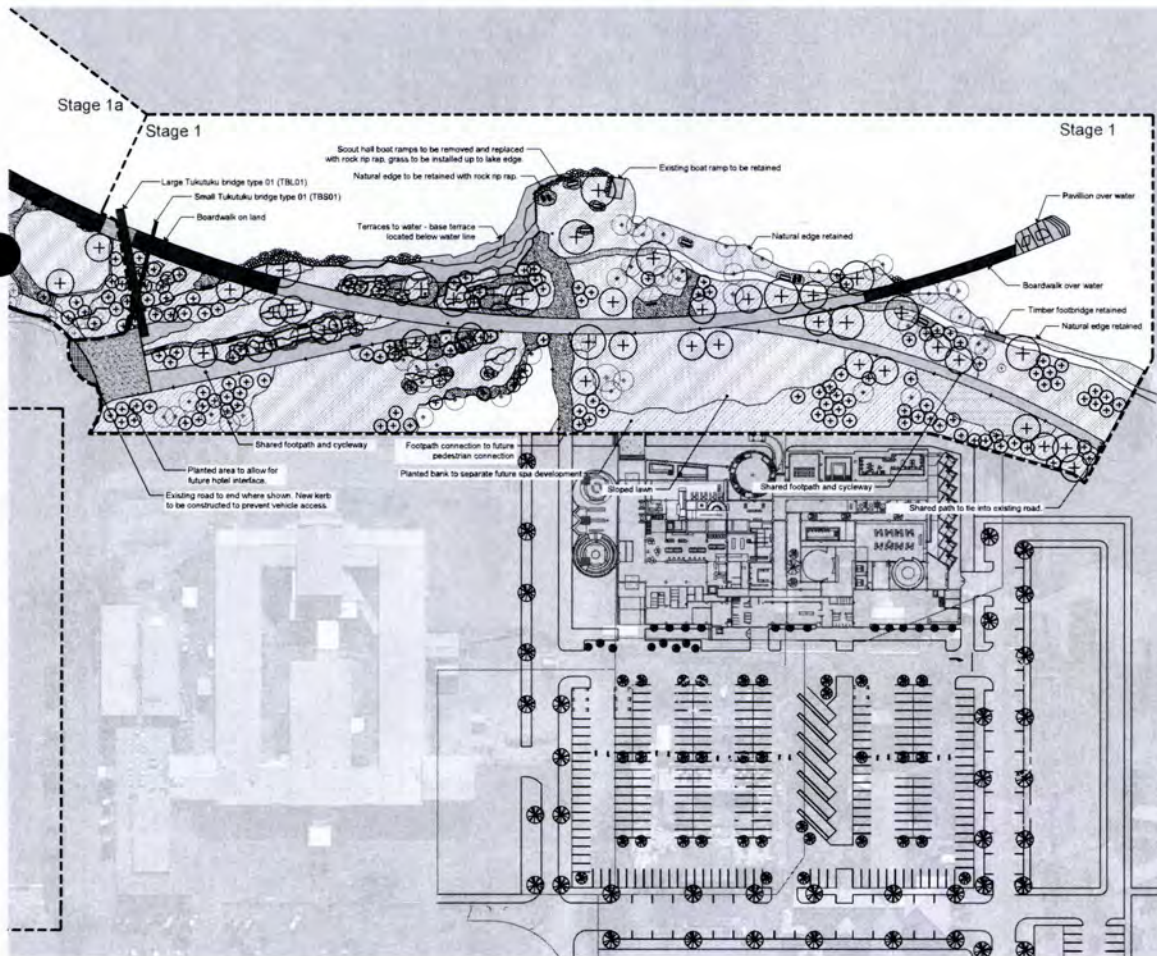 Stage 1a
Stage 1
Stage 1
Scout hall boat ramps to be removed and replaced
with rock rip rap, grass to be installed up to lake edge.
Natural edge to be retained with rock rip rap.
Existing boat ramp to be retained
Large Tukutuku bridge type 01 (TBL01)
Small Tukutuku bridge type 01 (TBS01)
Boardwalk on land
Terraces to water - base terrace
located below water line
Pavillion over water
Natural edge retained
Boardwalk over water
Timber footbridge retained
Natural edge retained
Shared footpath and cycleway
Footpath connection to future
pedestrian connection
Planted area to allow for
future hotel interface.
Planted bank to separate future spa development
Sloped lawn
Shared footpath and cycleway
Existing road to end where shown. New kerb
to be constructed to prevent vehicle access.
Shared path to tie into existing road.